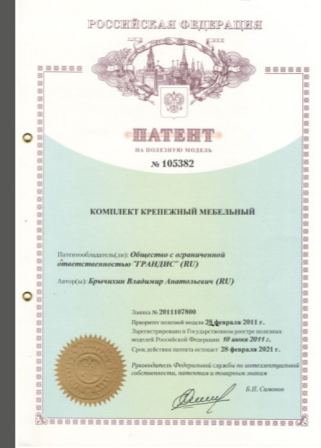 РОССИЙСКАЯ ФЕДЕРАЦИЯ
ПАТЕНТ
НА ПОЛЕЗНУЮ МОДЕЛЬ
№ 105382
КОМПЛЕКТ КРЕПЕЖНЫЙ МЕБЕЛЬНЫЙ
Патентообладатель(ли): Общество с ограниченной
ответственностью "ГРАНДИС" (RU)
Автор(ы): Брычихин Владимир Анатольевич (RU)
Заявка № 2011107800
Приоритет полезной модели 28 февраля 2011 г.
Зарегистрировано в Государственном реестре полезных
моделей Российской Федерации 10 июня 2011 г.
Срок действия патента истекает 28 февраля 2021 г.
Руководитель Федеральной службы по интеллектуальной
собственности, патентам и товарным знакам
Б.П. Симонов